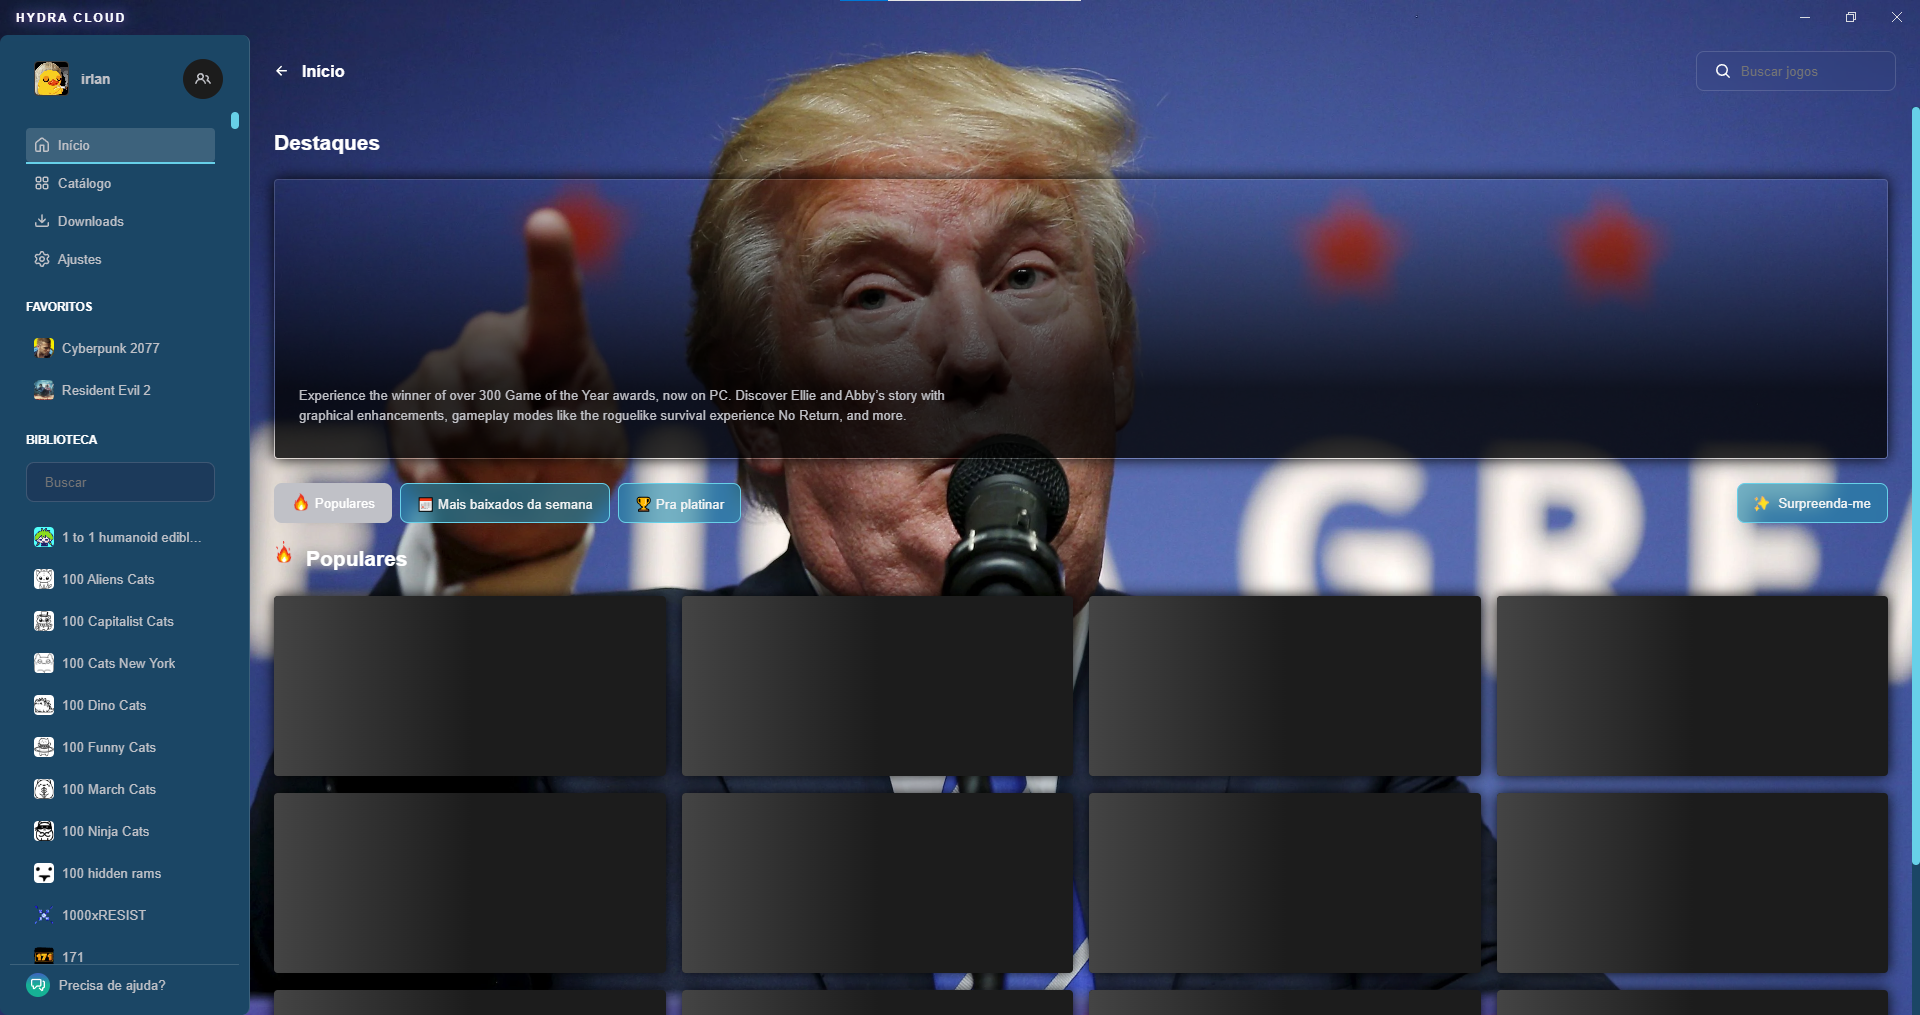 HYDRA CLOUD
irlan
Início
Catálogo
Downloads
Ajustes
FAVORITOS
Cyberpunk 2077
Resident Evil 2
BIBLIOTECA
Buscar
1 to 1 humanoid edibl...
100 Aliens Cats
100 Capitalist Cats
100 Cats New York
100 Dino Cats
100 Funny Cats
100 March Cats
100 Ninja Cats
100 hidden rams
1000xRESIST
171
Precisa de ajuda?
Início
Buscar jogos
Destaques
Experience the winner of over 300 Game of the Year awards, now on PC. Discover Ellie and Abby’s story with
graphical enhancements, gameplay modes like the roguelike survival experience No Return, and more.
Populares
Mais baixados da semana
Pra platinar
Surpreenda-me
Populares